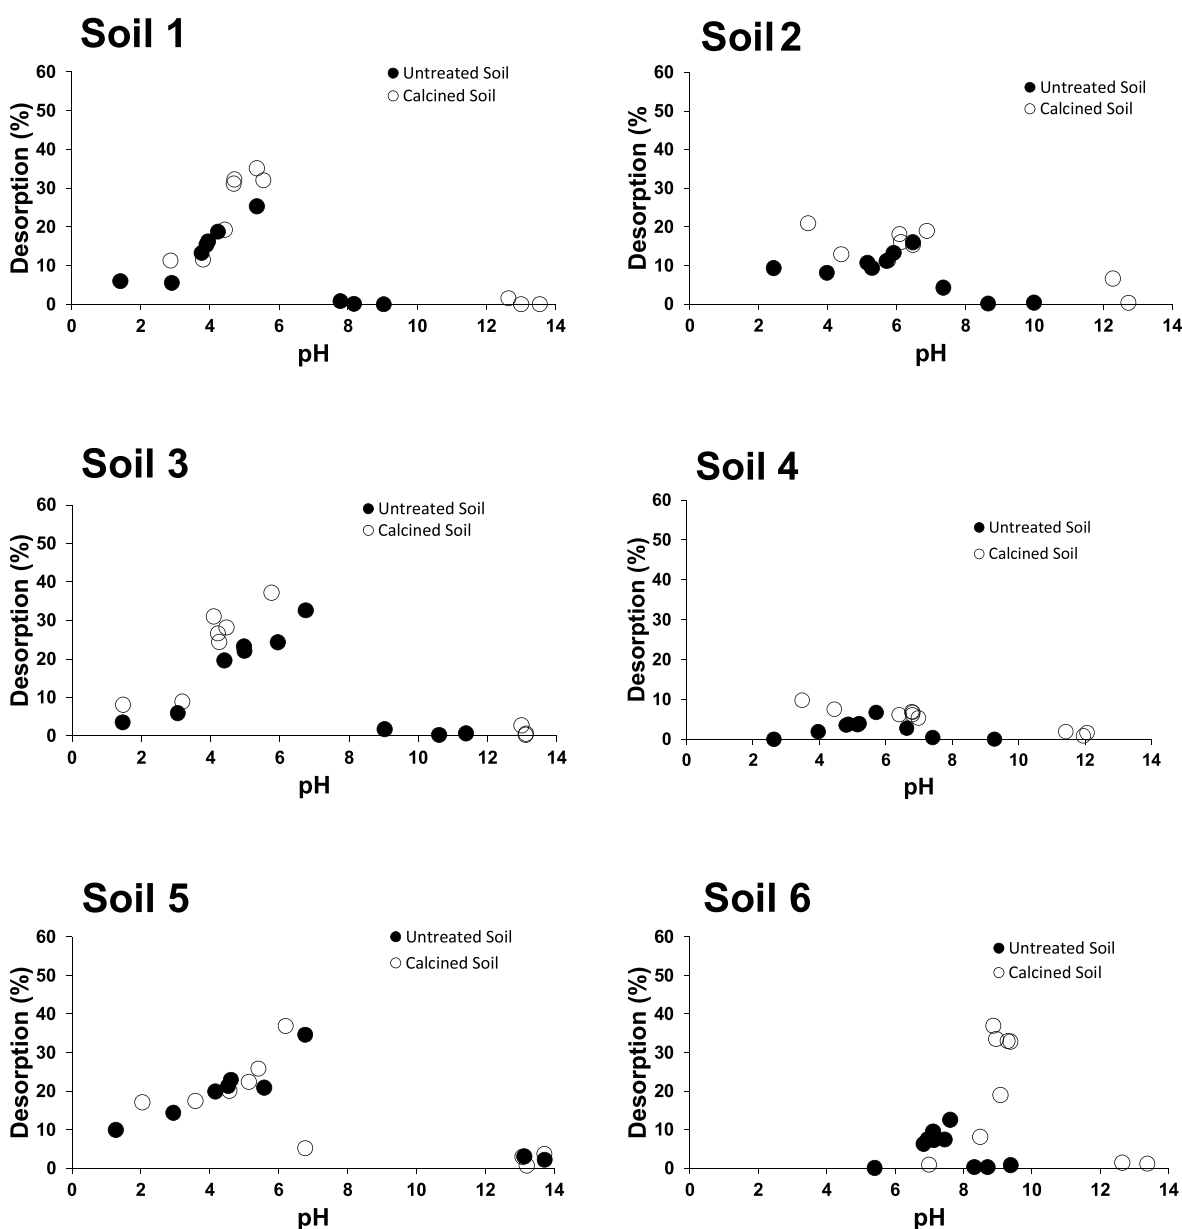 Soil 1
Untreated Soil
Calcined Soil
Desorption (%)
60
50
40
30
20
10
0
0 2 4 6 8 10 12 14
pH
Soil 2
Untreated Soil
Calcined Soil
Desorption (%
60
50
40
30
20
10
0
0 2 4 6 8 10 12 14
pH
Soil 3
Untreated Soil
Calcined Soil
Desorption (%)
60
50
40
30
20
10
0
0 2 4 6 8 10 12 14
pH
Soil 4
Untreated Soil
Calcined Soil
Desorption (%)
60
50
40
30
20
10
0
0 2 4 6 8 10 12 14
pH
Soil 5
Untreated Soil
Calcined Soil
Desorption (%)
60
50
40
30
20
10
0
0 2 4 6 8 10 12 14
pH
Soil 6
Untreated Soil
Calcined Soil
Desorption (%)
60
50
40
30
20
10
0
0 2 4 6 8 10 12 14
pH